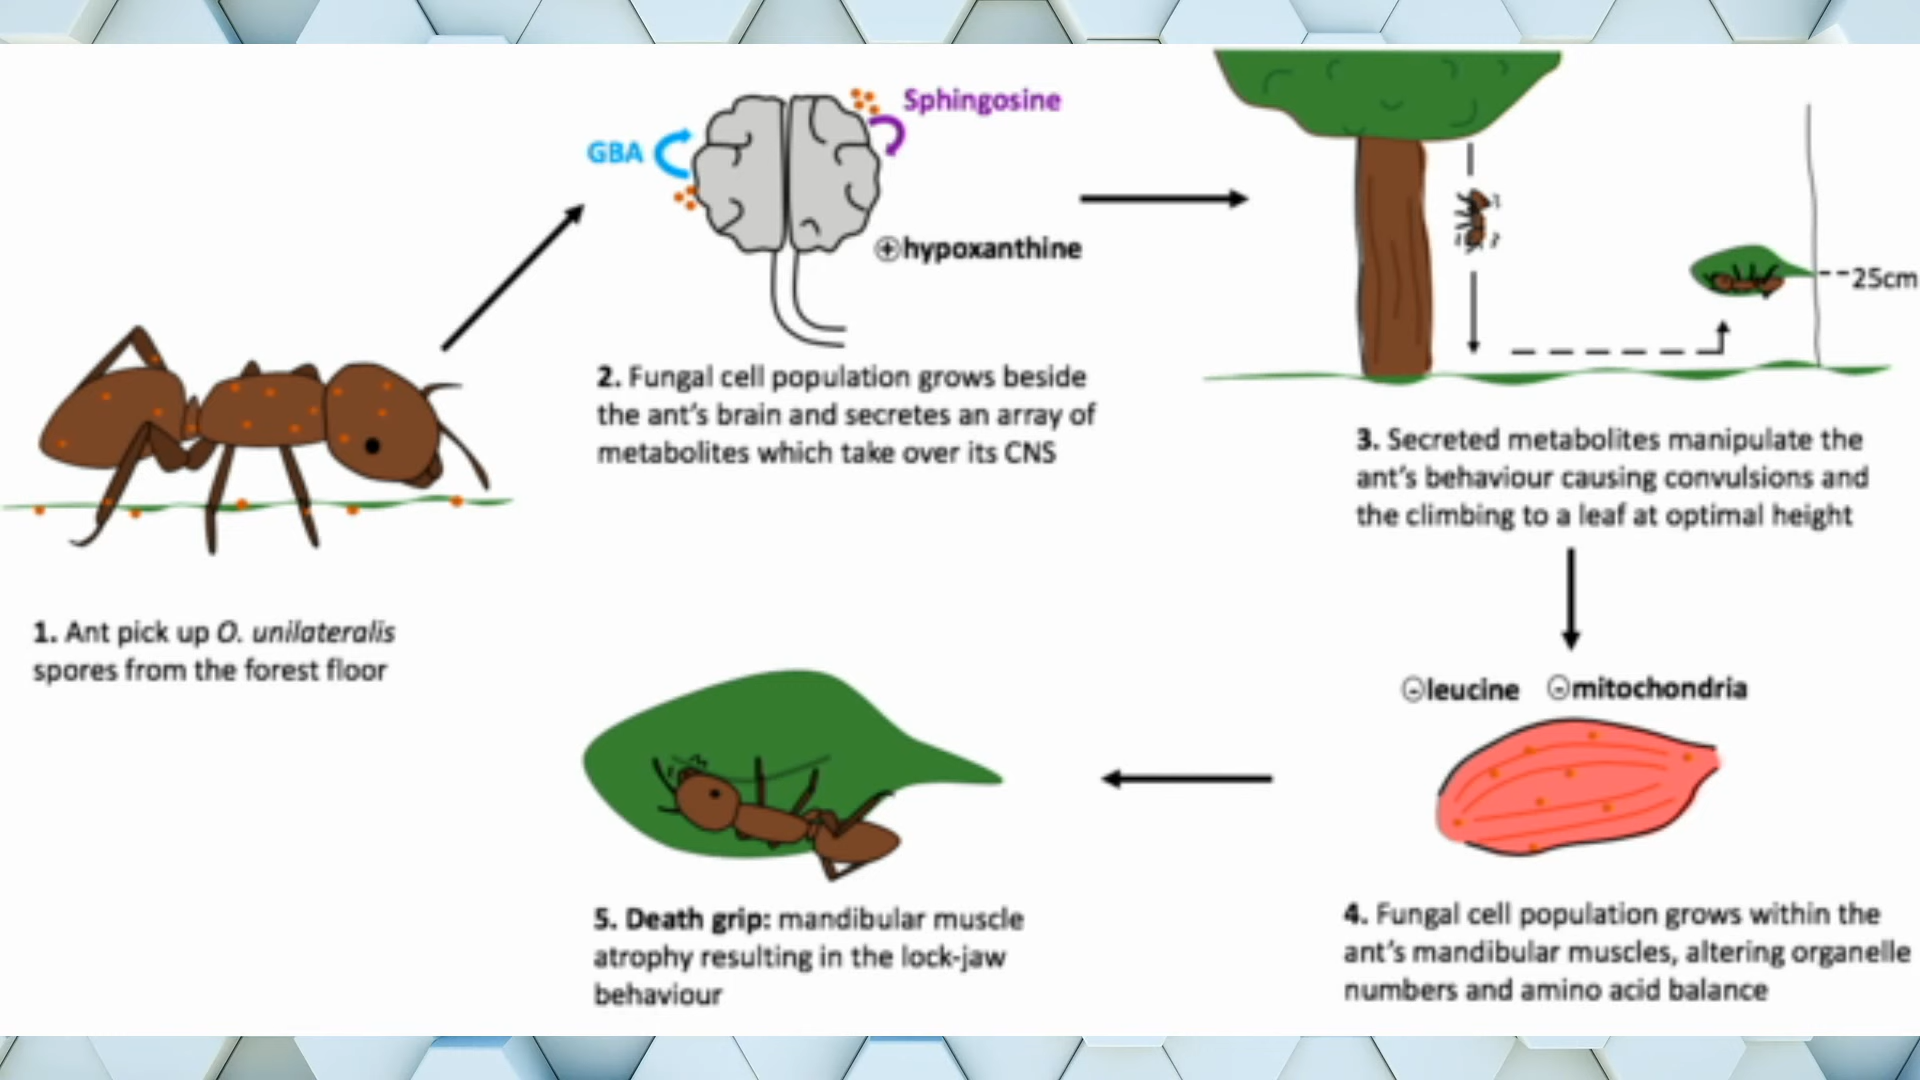 GBA
Sphingosine
⊕hypoxanthine
25cm
1. Ant pick up O. unilateralis
spores from the forest floor
2. Fungal cell population grows beside
the ant's brain and secretes an array of
metabolites which take over its CNS
3. Secreted metabolites manipulate the
ant's behaviour causing convulsions and
the climbing to a leaf at optimal height
⊖leucine ⊖mitochondria
4. Fungal cell population grows within the
ant's mandibular muscles, altering organelle
numbers and amino acid balance
5. Death grip: mandibular muscle
atrophy resulting in the lock-jaw
behaviour